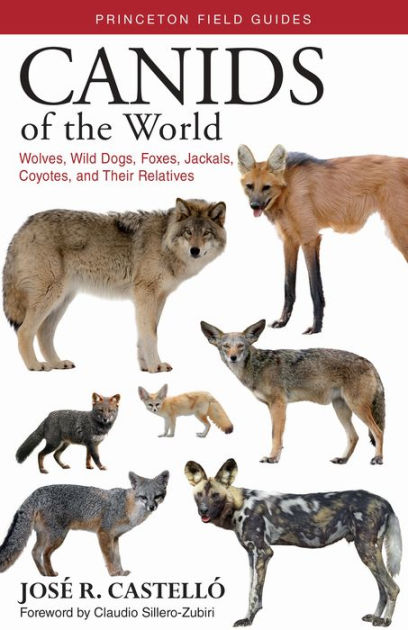 PRINCETON FIELD GUIDES
CANIDS
of the World
Wolves, Wild Dogs, Foxes, Jackals,
Coyotes, and Their Relatives
JOSÉ R. CASTELLÓ
Foreword by Claudio Sillero-Zubiri